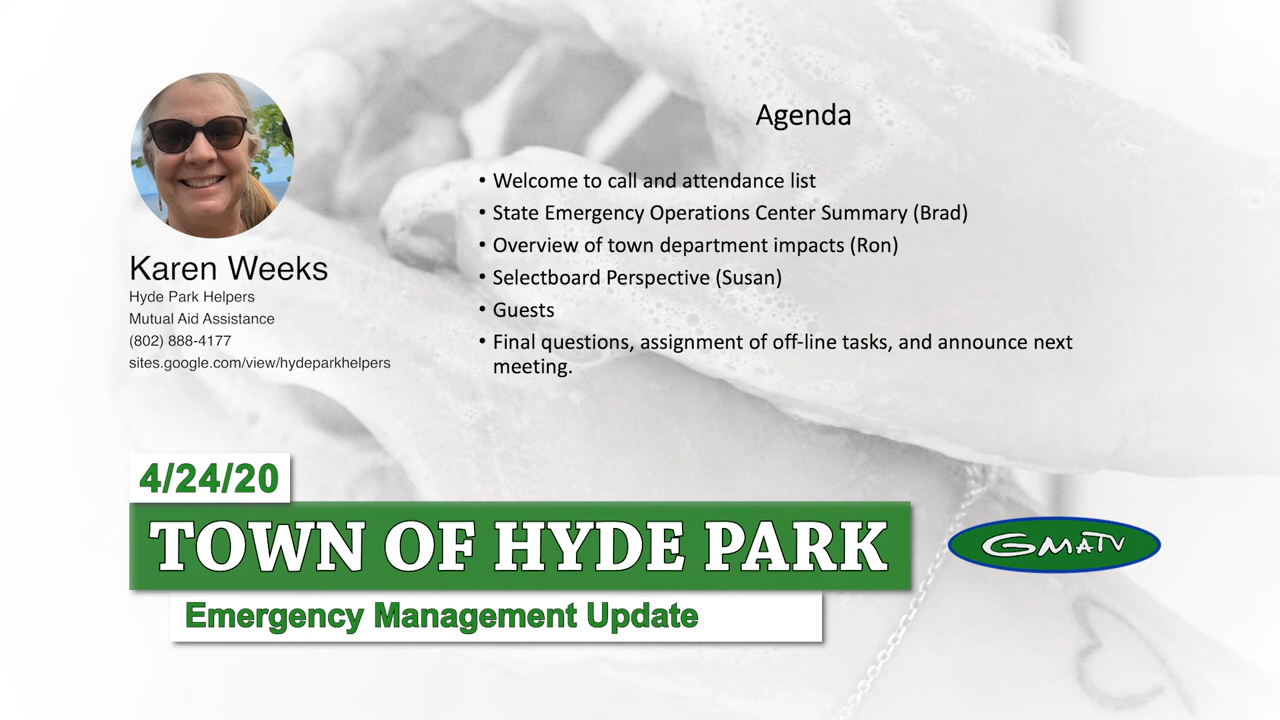 Agenda
• Welcome to call and attendance list
• State Emergency Operations Center Summary (Brad)
• Overview of town department impacts (Ron)
• Selectboard Perspective (Susan)
• Guests
• Final questions, assignment of off-line tasks, and announce next
meeting.
Karen Weeks
Hyde Park Helpers
Mutual Aid Assistance
(802) 888-4177
sites.google.com/view/hydeparkhelpers
4/24/20
TOWN OF HYDE PARK
GMATV
Emergency Management Update